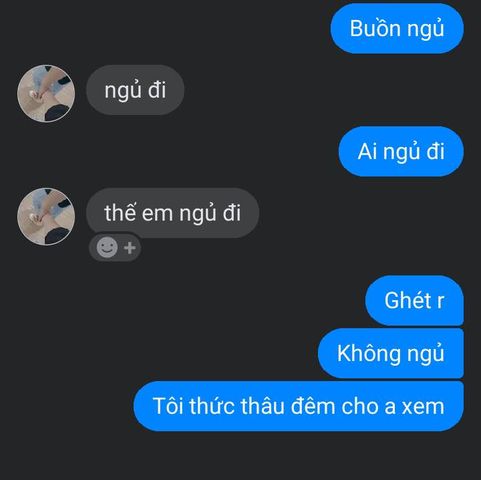 Buồn ngủ
ngủ đi
Ai ngủ đi
thế em ngủ đi
Ghét r
Không ngủ
Tôi thức thâu đêm cho a xem